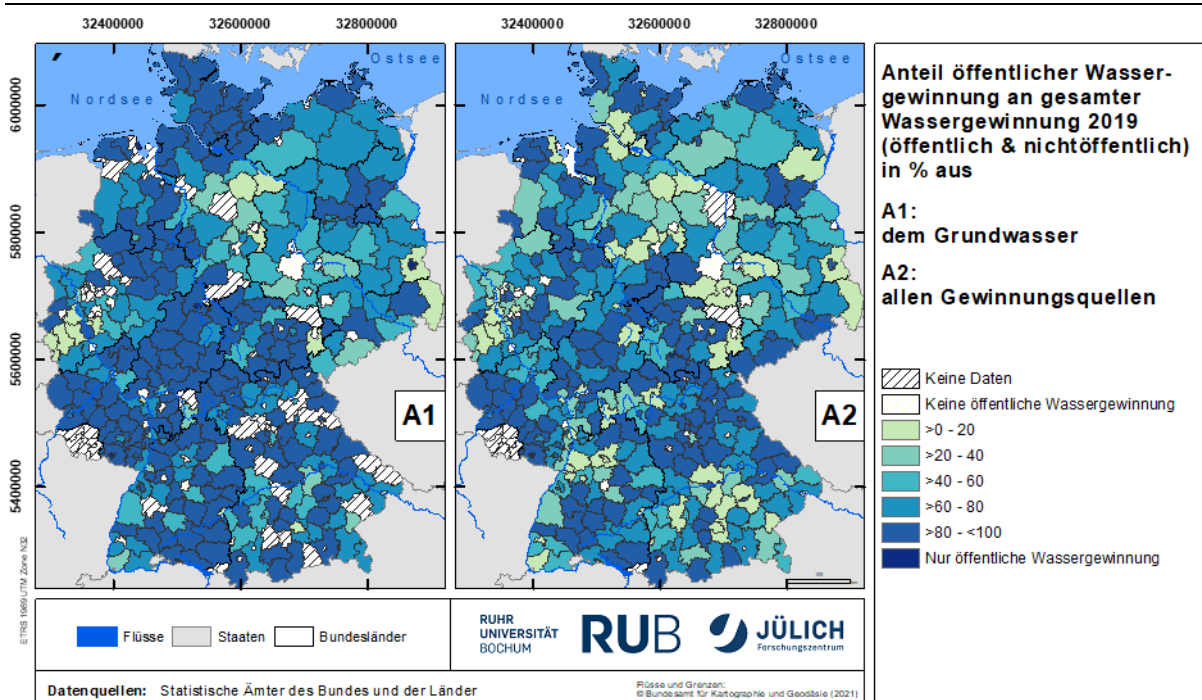 32400000 32600000 32800000 32400000 32600000 32800000
6000000
5800000
5600000
5400000
Nordsee
Ostsee
A1
Nordsee
Ostsee
A2
ETRS 1989 UTM Zone N32
Anteil öffentlicher Wasser-
gewinnung an gesamter
Wassergewinnung 2019
(öffentlich & nichtöffentlich)
in % aus
A1:
dem Grundwasser
A2:
allen Gewinnungsquellen
Keine Daten
Keine öffentliche Wassergewinnung
>0 - 20
>20 - 40
>40 - 60
>60 - 80
>80 - <100
Nur öffentliche Wassergewinnung
Flüsse
Staaten
Bundesländer
RUHR
UNIVERSITÄT
BOCHUM
RUB
JÜLICH
Forschungszentrum
Datenquellen: Statistische Ämter des Bundes und der Länder
Flüsse und Grenzen:
© Bundesamt für Kartographie und Geodäsie (2021)